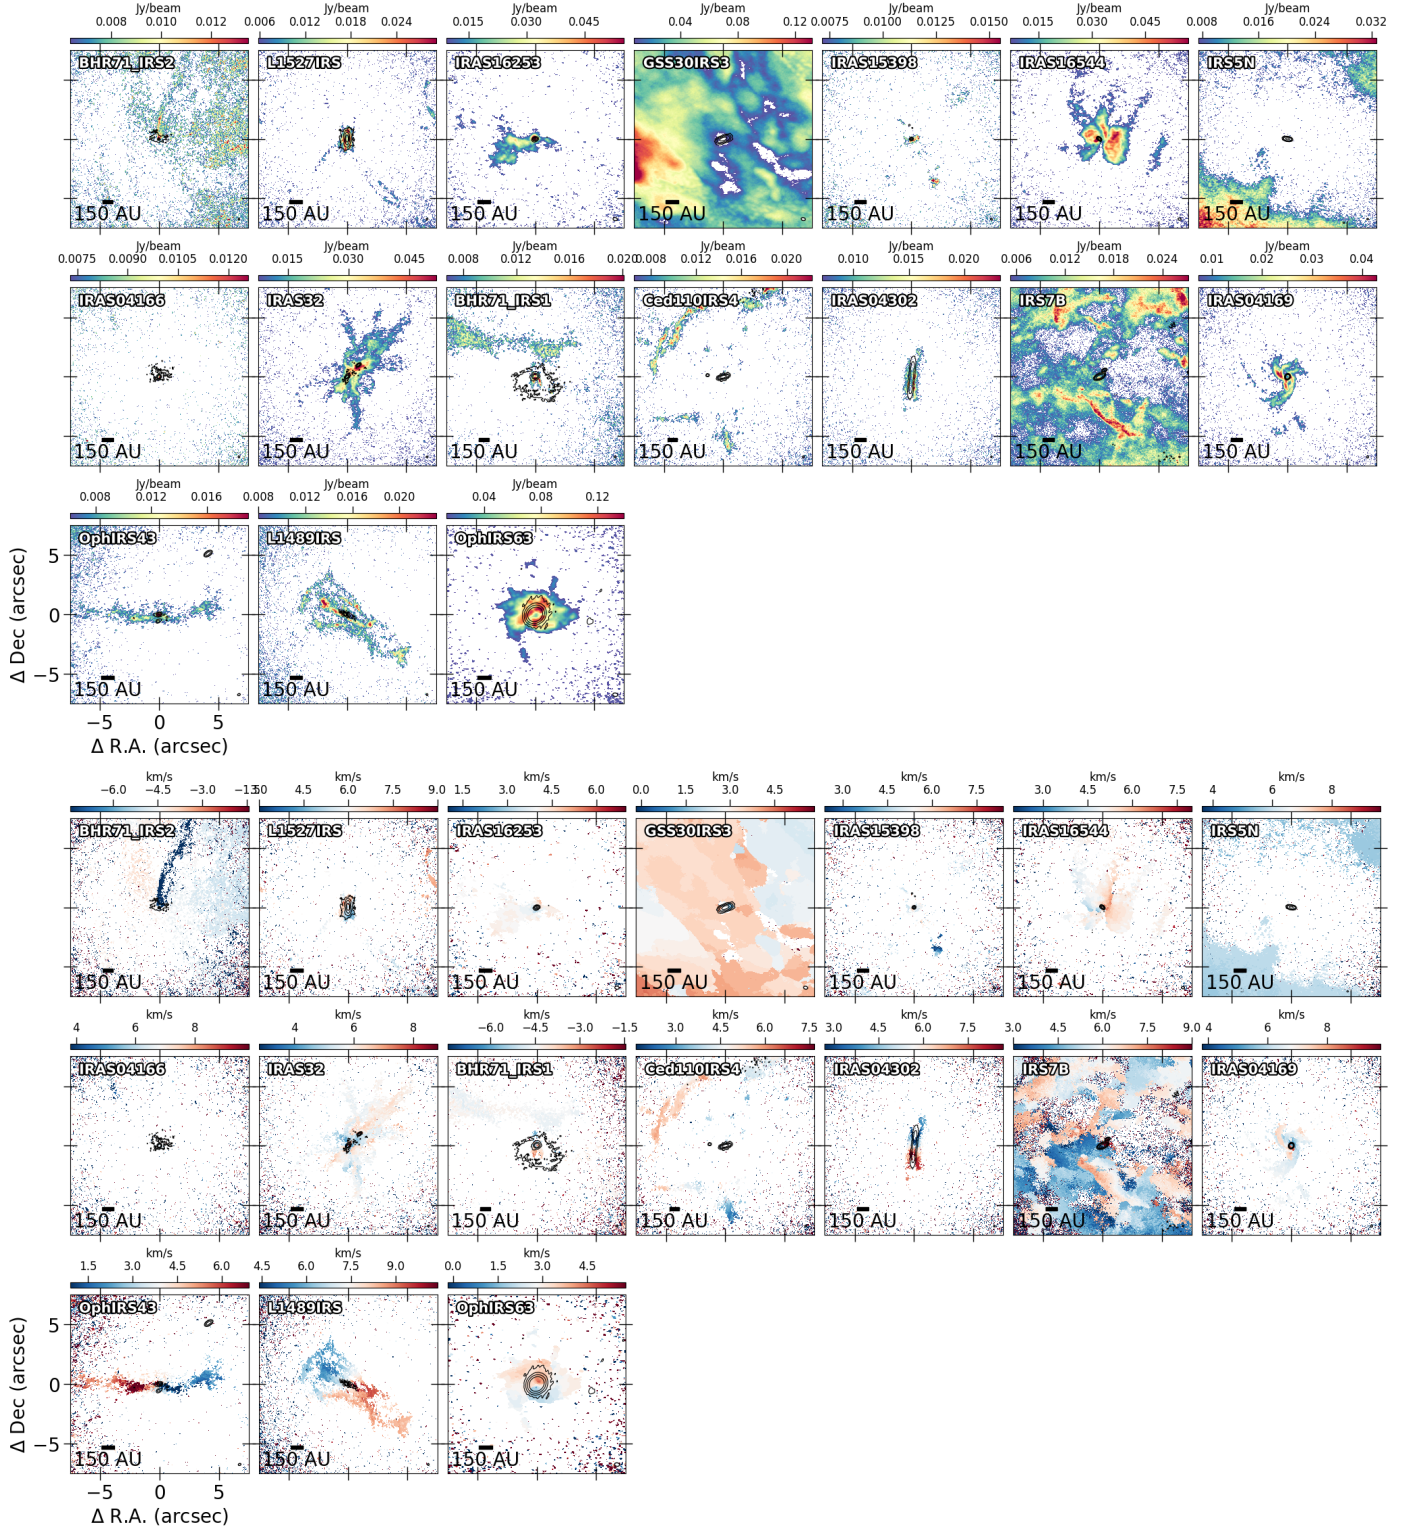 Jy/beam Jy/beam Jy/beam Jy/beam Jy/beam Jy/beam Jy/beam
0.008 0.010 0.012 0.006 0.012 0.018 0.024 0.015 0.030 0.045 0.04 0.08 0.12 0.0075 0.0100 0.0125 0.0150 0.015 0.030 0.045 0.008 0.016 0.024 0.032
BHR71_IRS2 L1527IRS IRAS16253 GSS30IRS3 IRAS15398 IRAS16544 IRS5N
150 AU 150 AU 150 AU 150 AU 150 AU 150 AU 150 AU
Jy/beam Jy/beam Jy/beam Jy/beam Jy/beam Jy/beam Jy/beam
0.0075 0.0090 0.0105 0.0120 0.015 0.030 0.045 0.008 0.012 0.016 0.020 0.008 0.012 0.016 0.020 0.010 0.015 0.020 0.006 0.012 0.018 0.024 0.01 0.02 0.03 0.04
IRAS04166 IRAS32 BHR71_IRS1 Ced110IRS4 IRAS04302 IRS7B IRAS04169
150 AU 150 AU 150 AU 150 AU 150 AU 150 AU 150 AU
Jy/beam Jy/beam Jy/beam
0.008 0.012 0.016 0.008 0.012 0.016 0.020 0.04 0.08 0.12
OphIRS43 L1489IRS OphIRS63
5
0
−5
Δ Dec (arcsec)
150 AU 150 AU 150 AU
−5 0 5
Δ R.A. (arcsec)
km/s km/s km/s km/s km/s km/s km/s
−6.0 −4.5 −3.0 −1.5 3.0 4.5 6.0 7.5 9.0 1.5 3.0 4.5 6.0 0.0 1.5 3.0 4.5 3.0 4.5 6.0 7.5 3.0 4.5 6.0 7.5 4 6 8
BHR71_IRS2 L1527IRS IRAS16253 GSS30IRS3 IRAS15398 IRAS16544 IRS5N
150 AU 150 AU 150 AU 150 AU 150 AU 150 AU 150 AU
km/s km/s km/s km/s km/s km/s km/s
4 6 8 4 6 8 −6.0 −4.5 −3.0 −1.5 3.0 4.5 6.0 7.5 3.0 4.5 6.0 7.5 3.0 4.5 6.0 7.5 9.0 4 6 8
IRAS04166 IRAS32 BHR71_IRS1 Ced110IRS4 IRAS04302 IRS7B IRAS04169
150 AU 150 AU 150 AU 150 AU 150 AU 150 AU 150 AU
km/s km/s km/s
1.5 3.0 4.5 6.0 4.5 6.0 7.5 9.0 0.0 1.5 3.0 4.5
OphIRS43 L1489IRS OphIRS63
5
0
−5
Δ Dec (arcsec)
150 AU 150 AU 150 AU
−5 0 5
Δ R.A. (arcsec)